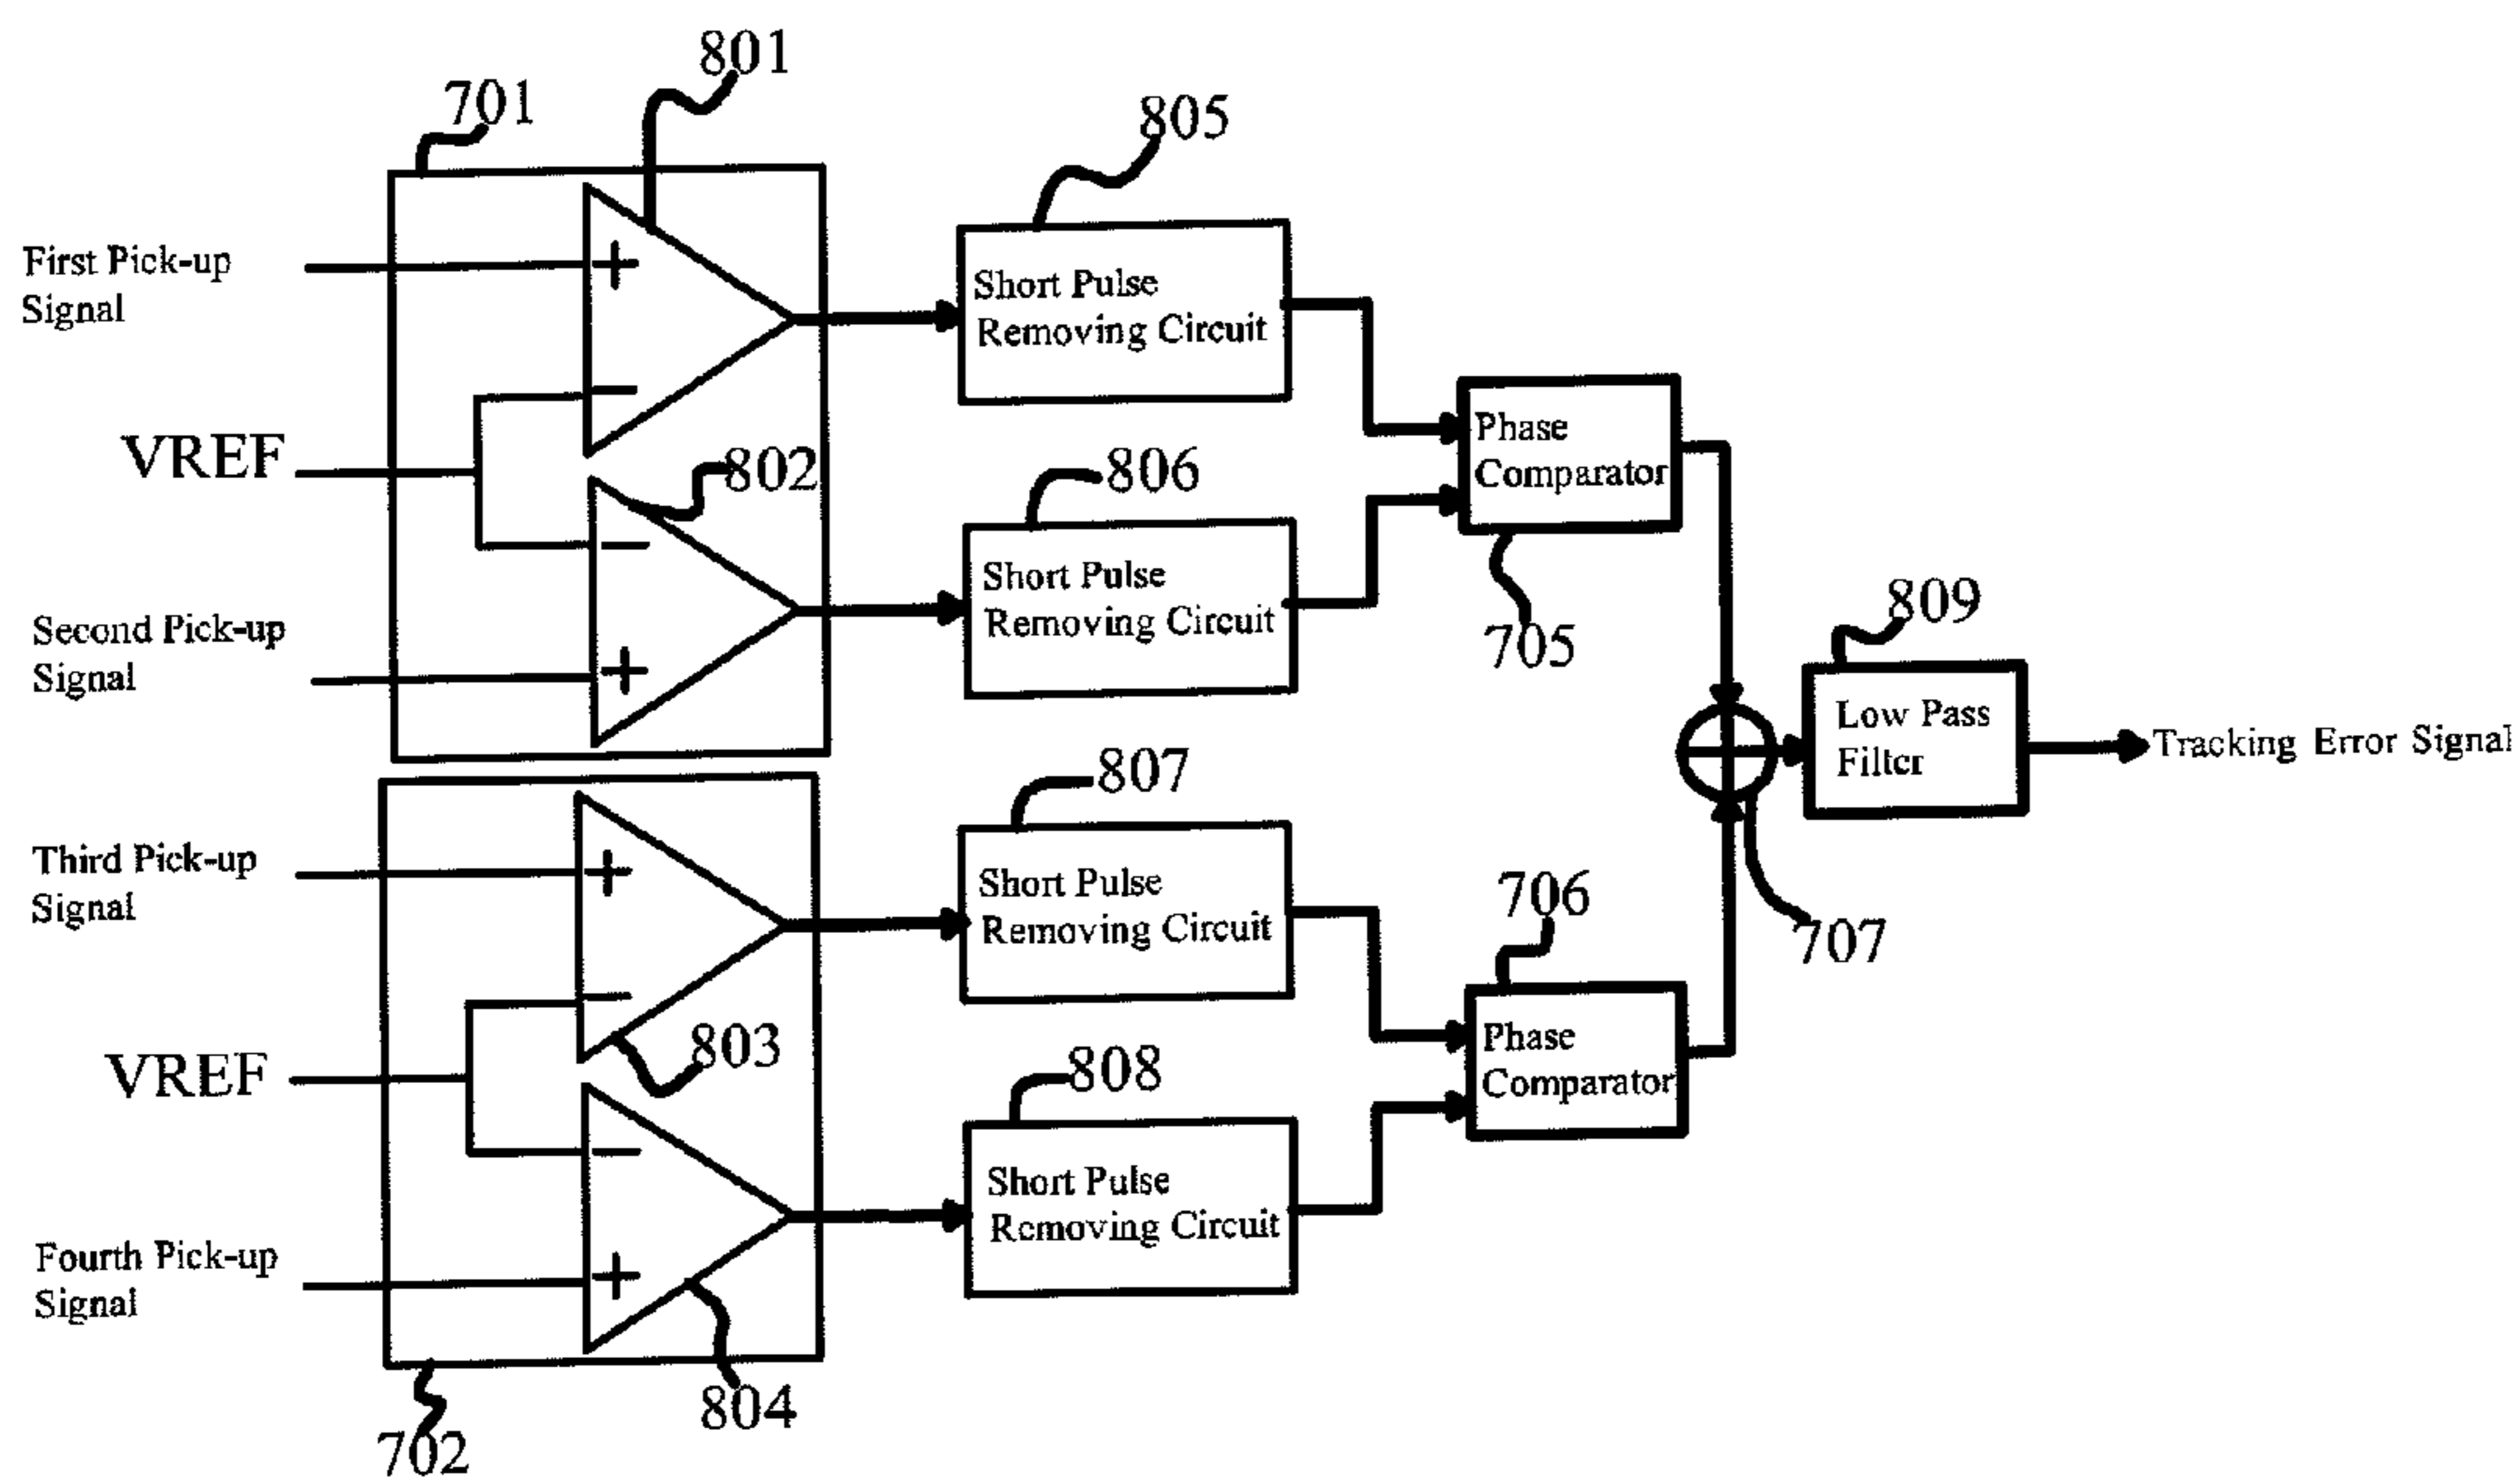 801
701
805
First Pick-up
Signal
+
Short Pulse
Removing Circuit
−
Phase
Comparator
VREF
802
806
−
Short Pulse
Removing Circuit
705
809
Second Pick-up
Signal
+
Low Pass
Filter
Tracking Error Signal
807
Third Pick-up
Signal
+
Short Pulse
Removing Circuit
706
707
−
803
VREF
808
Phase
Comparator
−
Short Pulse
Removing Circuit
Fourth Pick-up
Signal
+
804
702